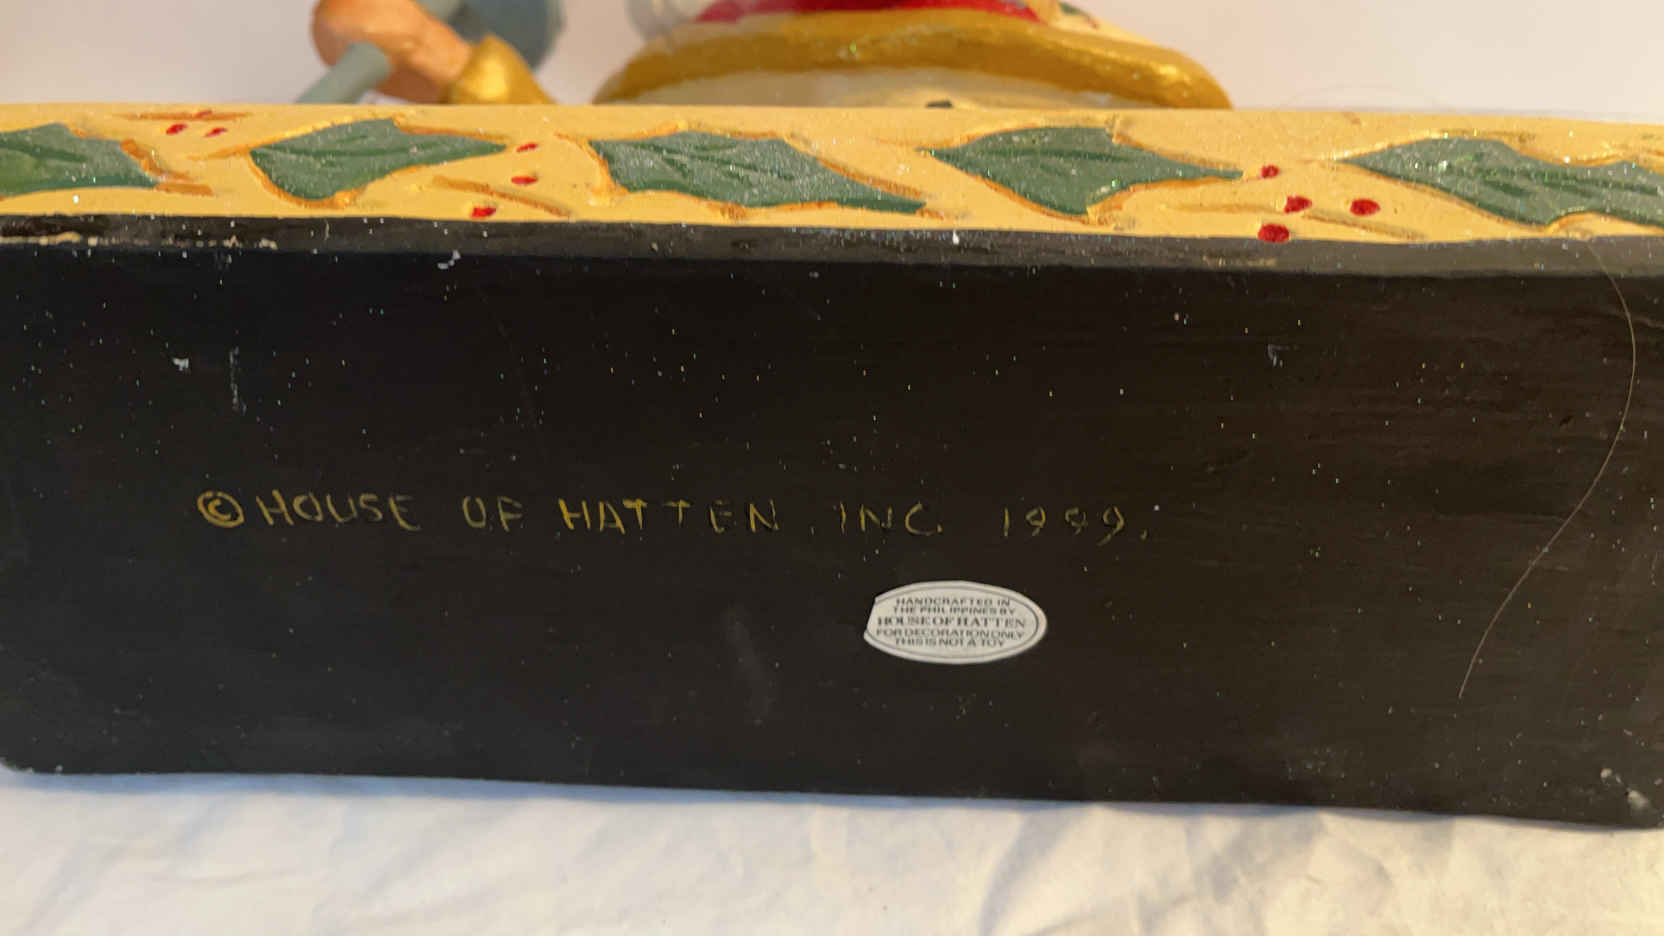 © HOUSE OF HATTEN, INC. 1999.
HANDCRAFTED IN
THE PHILIPPINES BY
HOUSE OF HATTEN
FOR DECORATION ONLY
THIS IS NOT A TOY